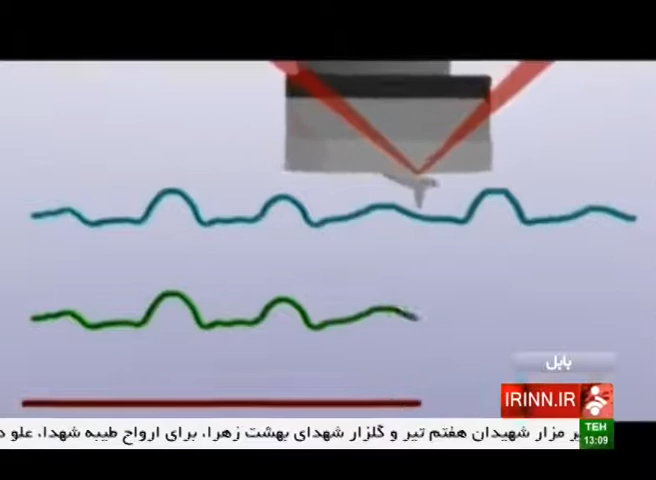 بابل
IRINN.IR
TEH
13:09
یر مزار شهیدان هفتم تیر و گلزار شهدای بهشت زهرا، برای ارواح طیبه شهدا، علو د